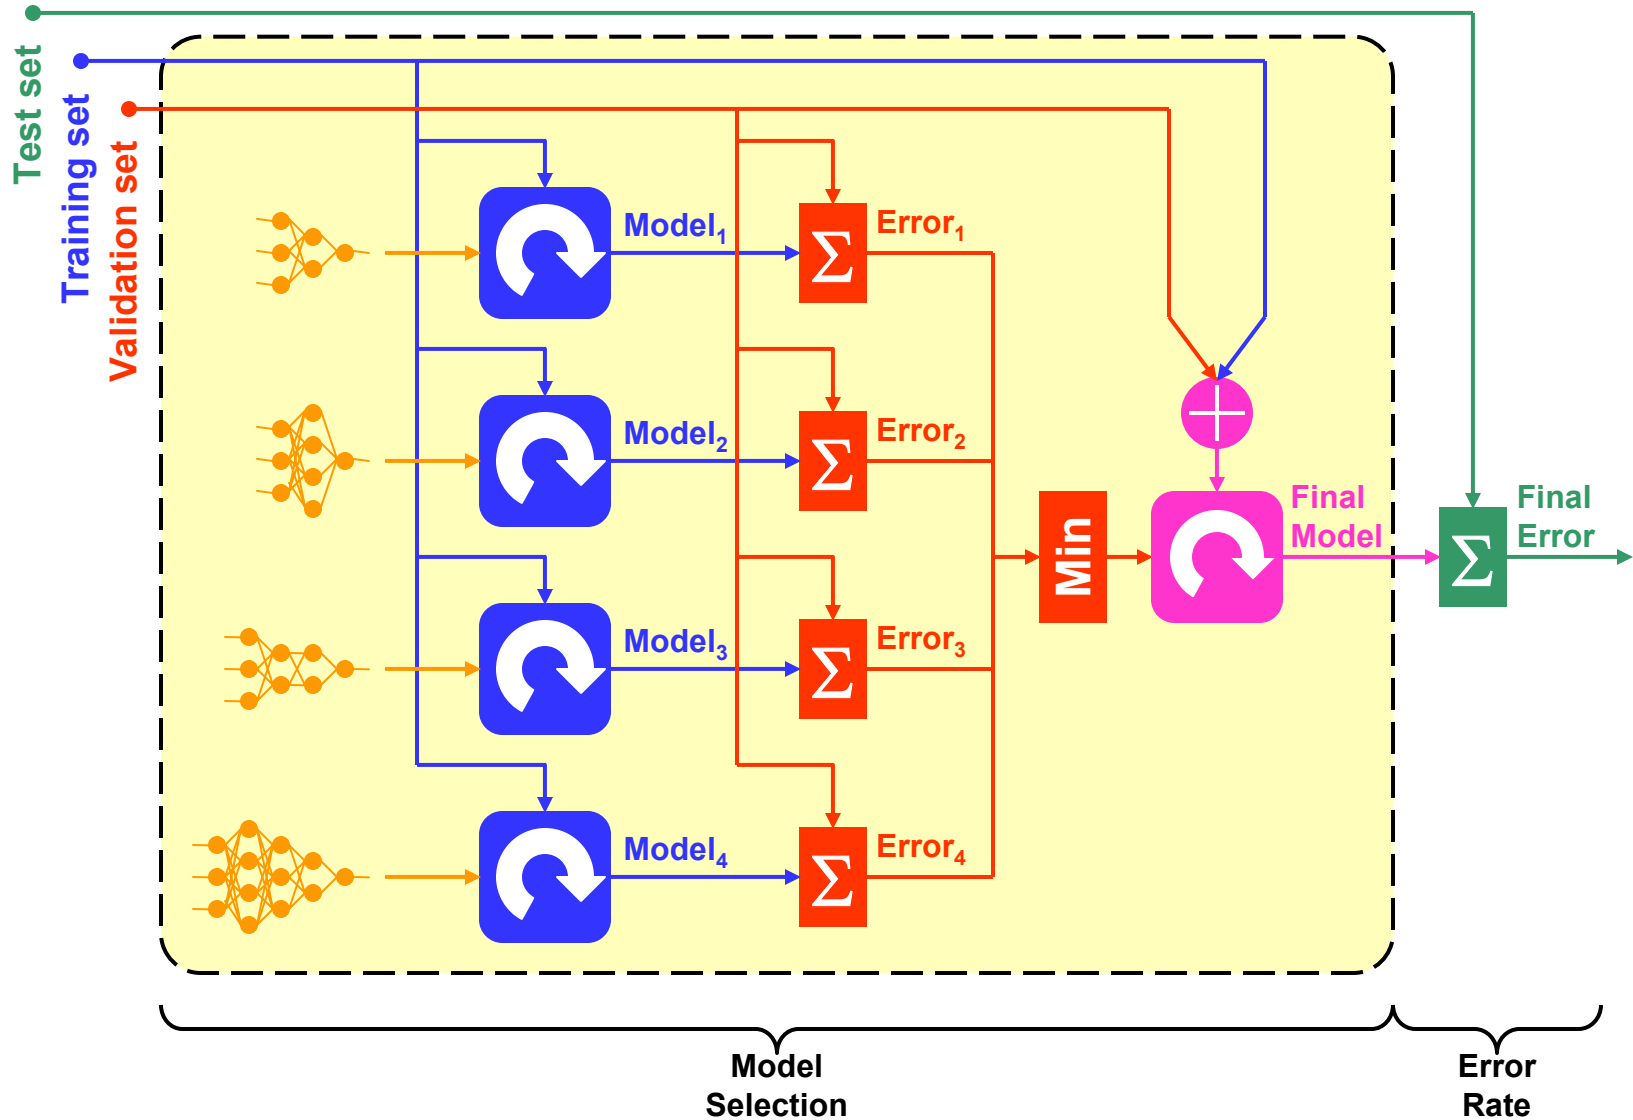 Test set
Training set
Validation set
Model1
Error1
Σ
Model2
Error2
Σ
Min
Final
Model
Final
Error
Σ
Model3
Error3
Σ
Model4
Error4
Σ
Model
Selection
Error
Rate